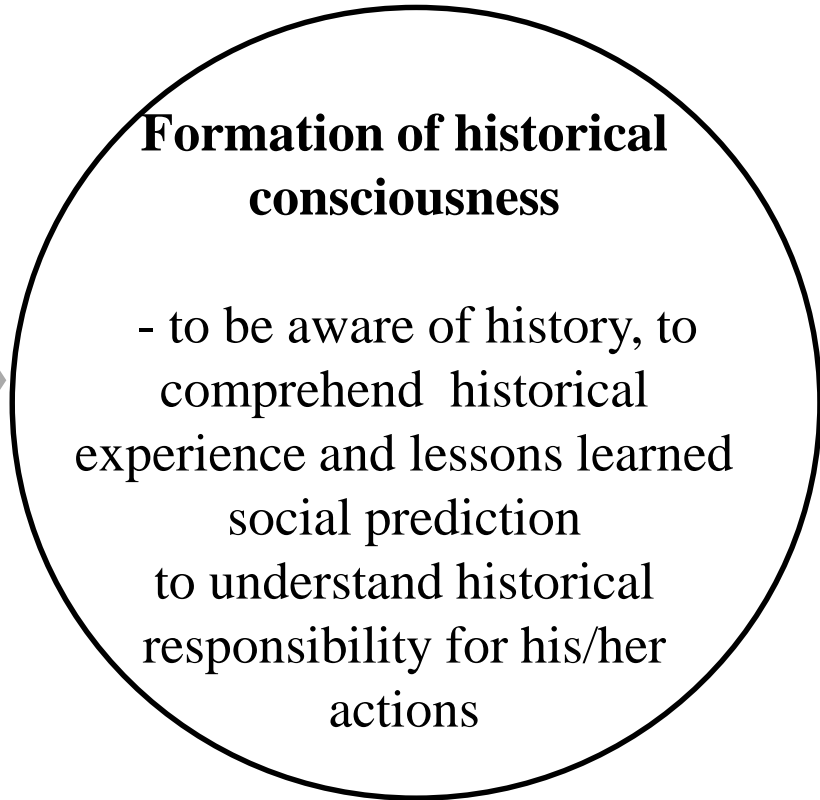 Formation of historical
consciousness
- to be aware of history, to
comprehend  historical
experience and lessons learned
social prediction
to understand historical
responsibility for his/her
actions